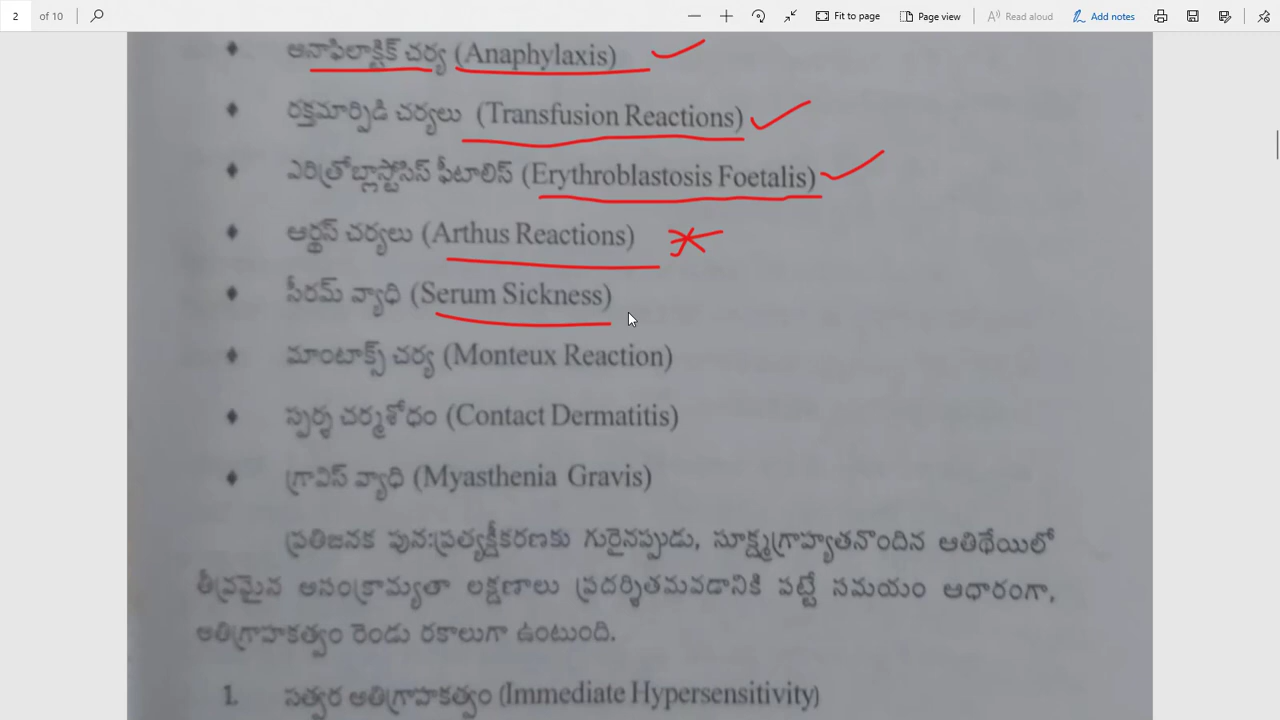 2 of 10 Fit to page Page view Read aloud Add notes
♦ ఆనాఫిలాక్టిక్ చర్య (Anaphylaxis)
♦ రక్తమార్పిడి చర్యలు (Transfusion Reactions)
♦ ఎరిత్రోబ్లాస్టోసిస్ ఫీటాలిస్ (Erythroblastosis Foetalis)
♦ ఆర్థస్ చర్యలు (Arthus Reactions)
♦ సీరమ్ వ్యాధి (Serum Sickness)
♦ మాంటాక్స్ చర్య (Monteux Reaction)
♦ స్పర్శ చర్మశోధం (Contact Dermatitis)
♦ గ్రావిస్ వ్యాధి (Myasthenia Gravis)
ప్రతిజనక పునఃప్రత్యక్షీకరణకు గురైనప్పుడు, సూక్ష్మగ్రాహ్యతనొందిన ఆతిథేయిలో
తీవ్రమైన అసంక్రామ్యతా లక్షణాలు ప్రదర్శితమవడానికి పట్టే సమయం ఆధారంగా,
అతిగ్రాహకత్వం రెండు రకాలుగా ఉంటుంది.
1. సత్వర అతిగ్రాహకత్వం (Immediate Hypersensitivity)